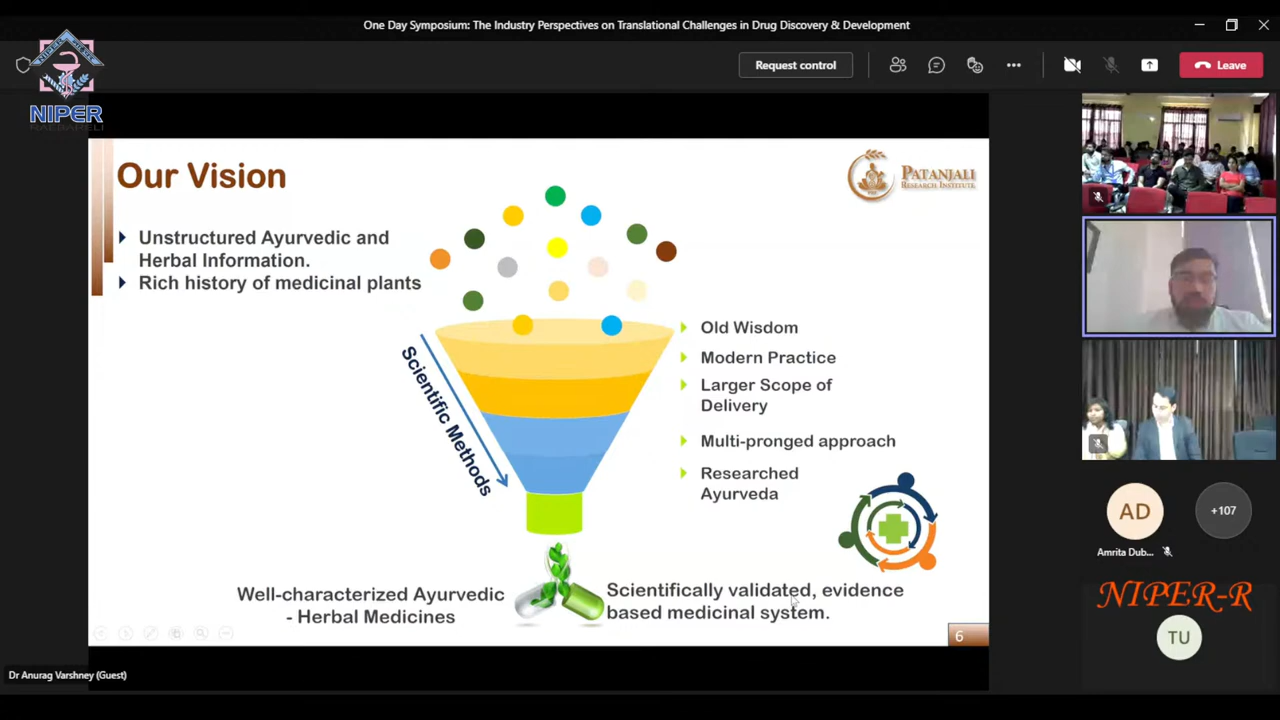 One Day Symposium: The Industry Perspectives on Translational Challenges in Drug Discovery & Development
NIPER
RAEBARELI
Request control
Leave
Our Vision
PATANJALI
RESEARCH INSTITUTE
Unstructured Ayurvedic and
Herbal Information.
Rich history of medicinal plants
Scientific Methods
Old Wisdom
Modern Practice
Larger Scope of
Delivery
Multi-pronged approach
Researched
Ayurveda
Well-characterized Ayurvedic
- Herbal Medicines
Scientifically validated, evidence
based medicinal system.
6
AD
+107
Amrita Dub...
NIPER-R
TU
Dr Anurag Varshney (Guest)